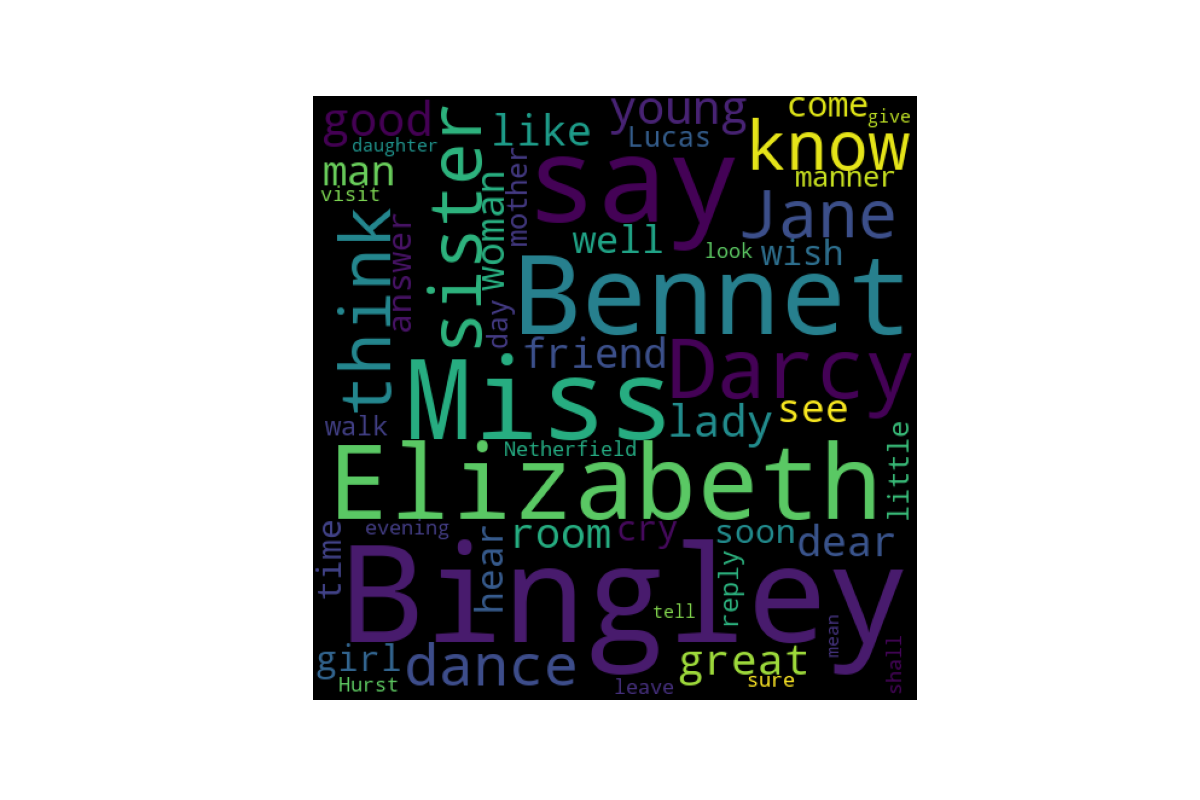 good
daughter
man
visit
sister
like
young
Lucas
come
give
know
manner
say
mother
woman
think
answer
well
look
wish
Jane
Bennet
day
friend
Darcy
Miss
lady
see
walk
Netherfield
little
Elizabeth
time
evening
hear
room
cry
soon
dear
reply
Bingley
tell
mean
girl
Hurst
dance
great
leave
sure
shall